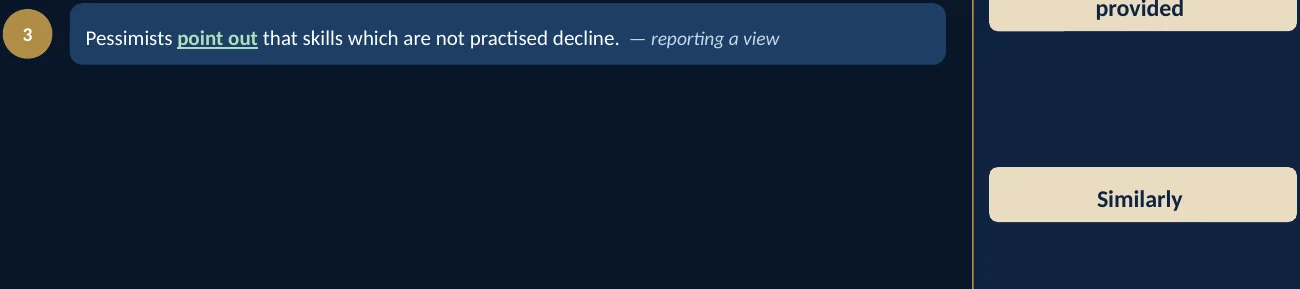 3
Pessimists point out that skills which are not practised decline. — reporting a view
provided
Similarly